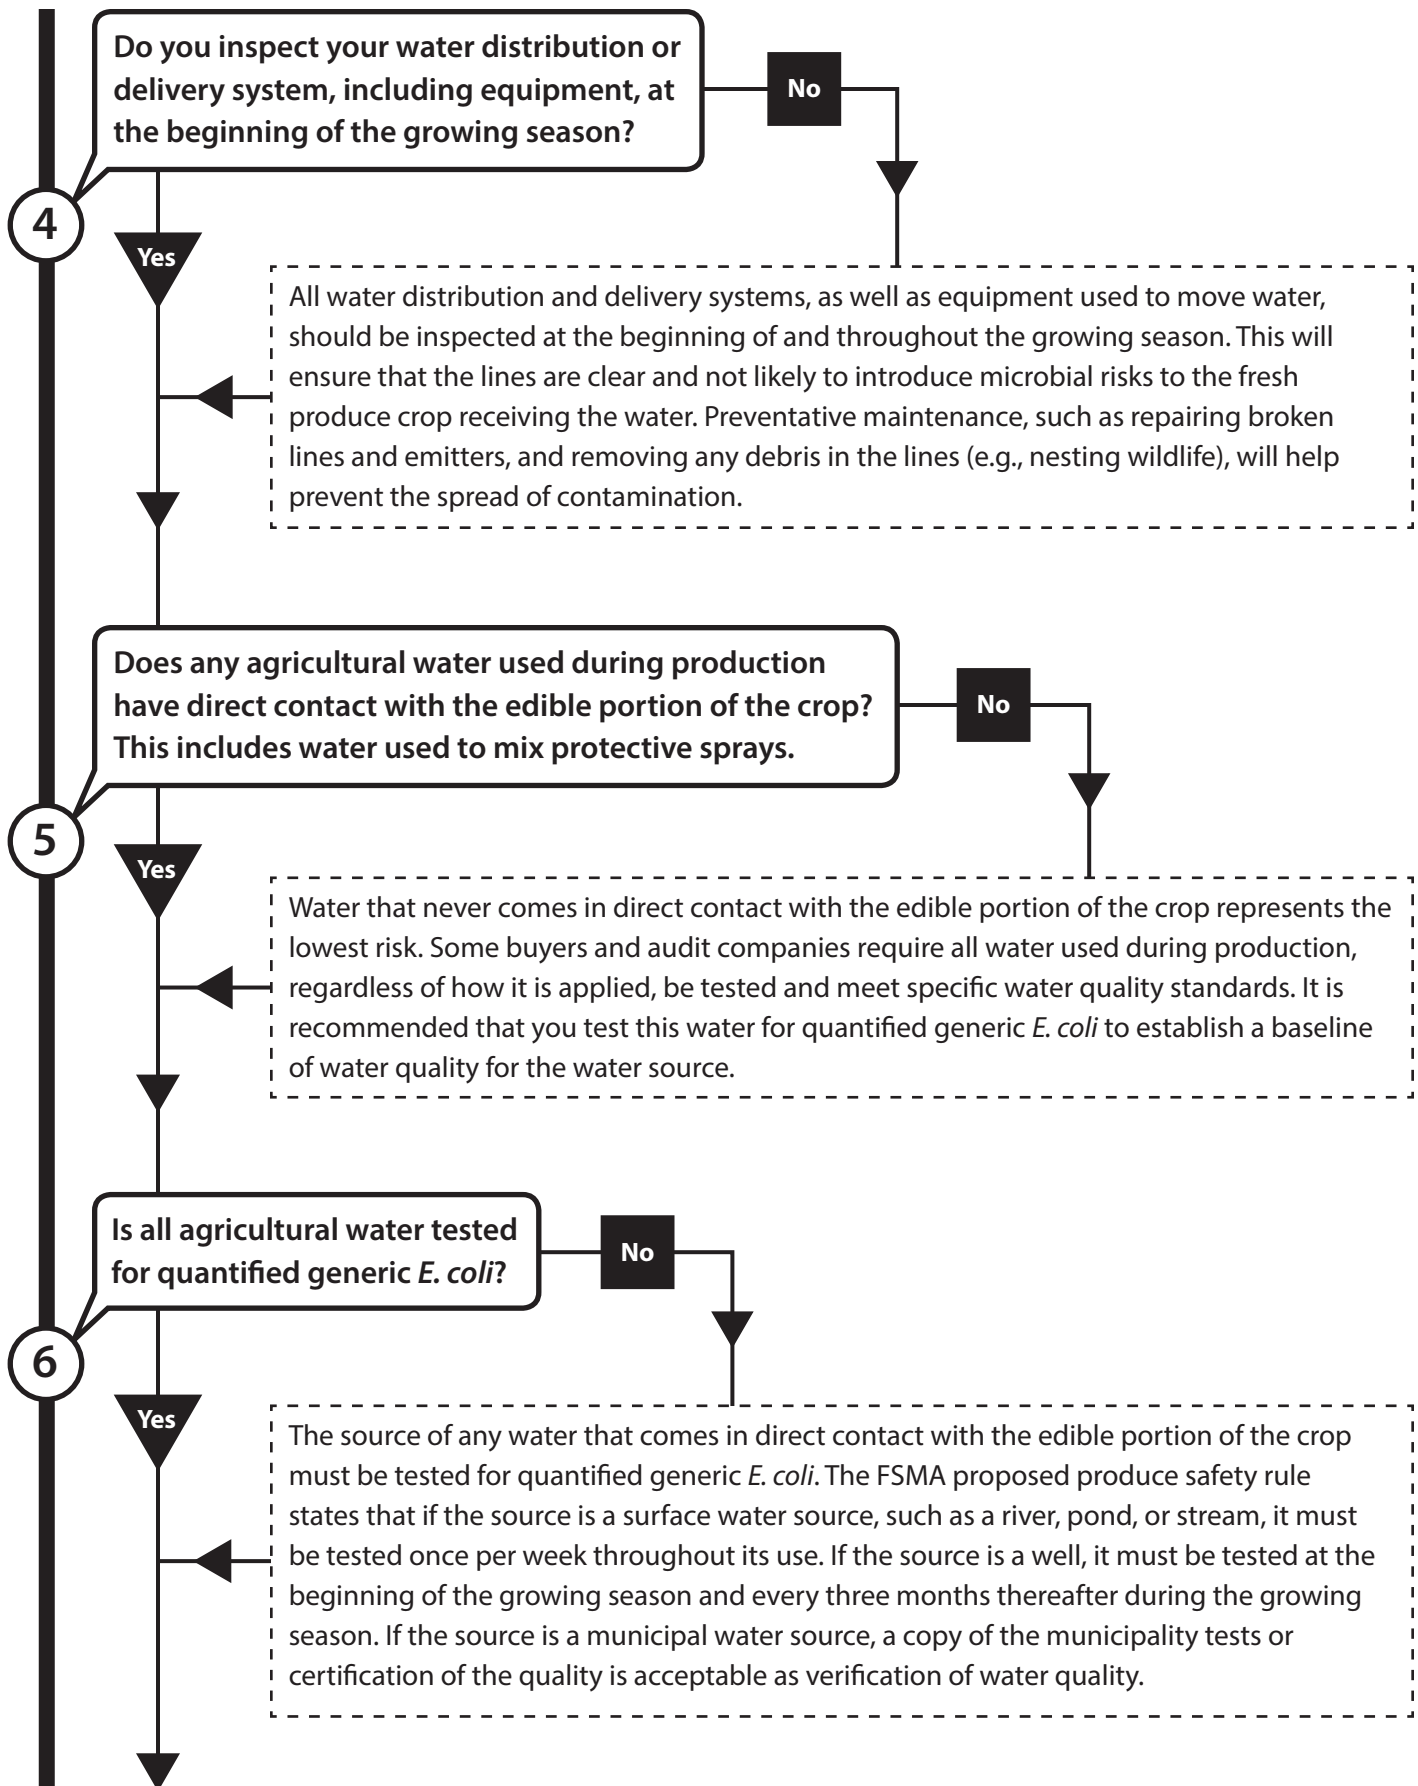 Do you inspect your water distribution or
delivery system, including equipment, at
the beginning of the growing season?
No
4
Yes
All water distribution and delivery systems, as well as equipment used to move water,
should be inspected at the beginning of and throughout the growing season. This will
ensure that the lines are clear and not likely to introduce microbial risks to the fresh
produce crop receiving the water. Preventative maintenance, such as repairing broken
lines and emitters, and removing any debris in the lines (e.g., nesting wildlife), will help
prevent the spread of contamination.
Does any agricultural water used during production
have direct contact with the edible portion of the crop?
This includes water used to mix protective sprays.
No
5
Yes
Water that never comes in direct contact with the edible portion of the crop represents the
lowest risk. Some buyers and audit companies require all water used during production,
regardless of how it is applied, be tested and meet specific water quality standards. It is
recommended that you test this water for quantified generic E. coli to establish a baseline
of water quality for the water source.
Is all agricultural water tested
for quantified generic E. coli?
No
6
Yes
The source of any water that comes in direct contact with the edible portion of the crop
must be tested for quantified generic E. coli. The FSMA proposed produce safety rule
states that if the source is a surface water source, such as a river, pond, or stream, it must
be tested once per week throughout its use. If the source is a well, it must be tested at the
beginning of the growing season and every three months thereafter during the growing
season. If the source is a municipal water source, a copy of the municipality tests or
certification of the quality is acceptable as verification of water quality.